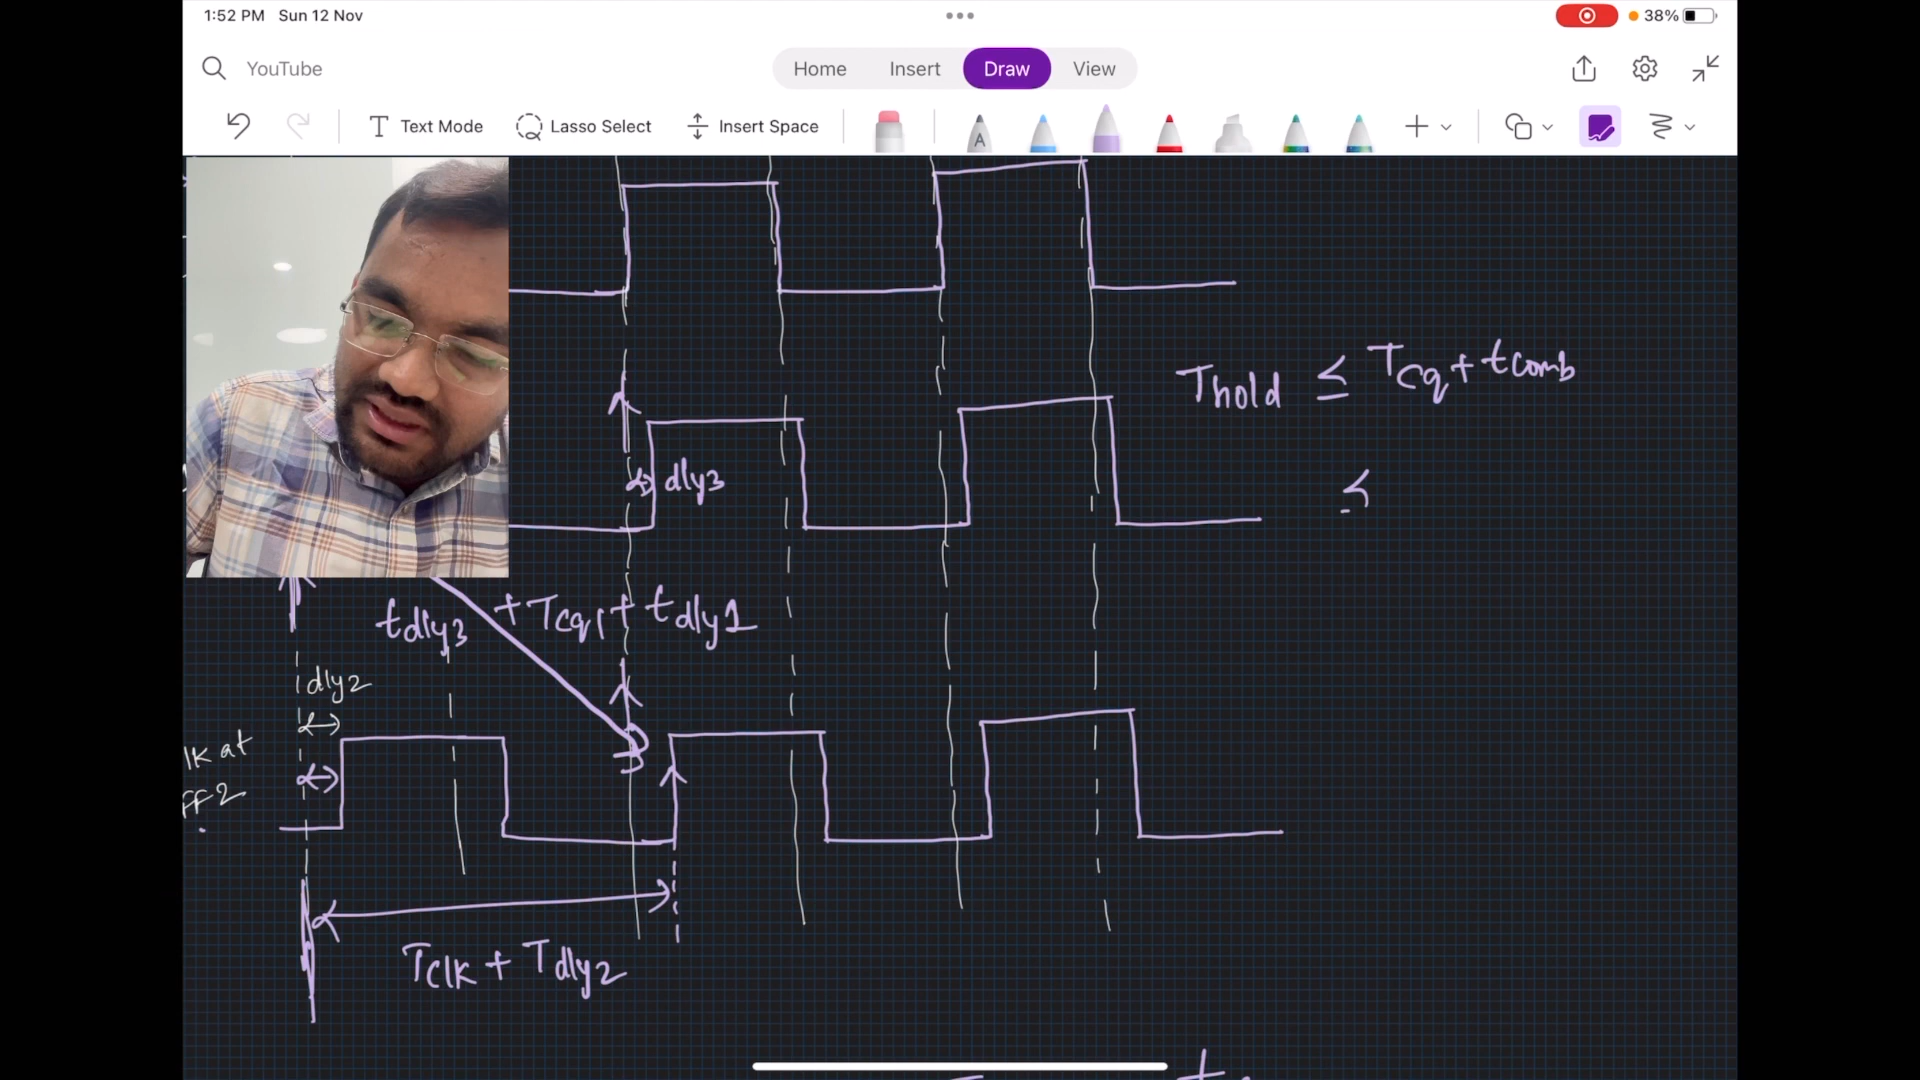 1:52 PM Sun 12 Nov
38%
YouTube
Home Insert Draw View
Text Mode Lasso Select Insert Space
A
Thold ≤ Tcq + tcomb
dly3
≤
tdly3 + Tcq1 + tdly1
dly2
lk at
ff2
Tclk + Tdly2